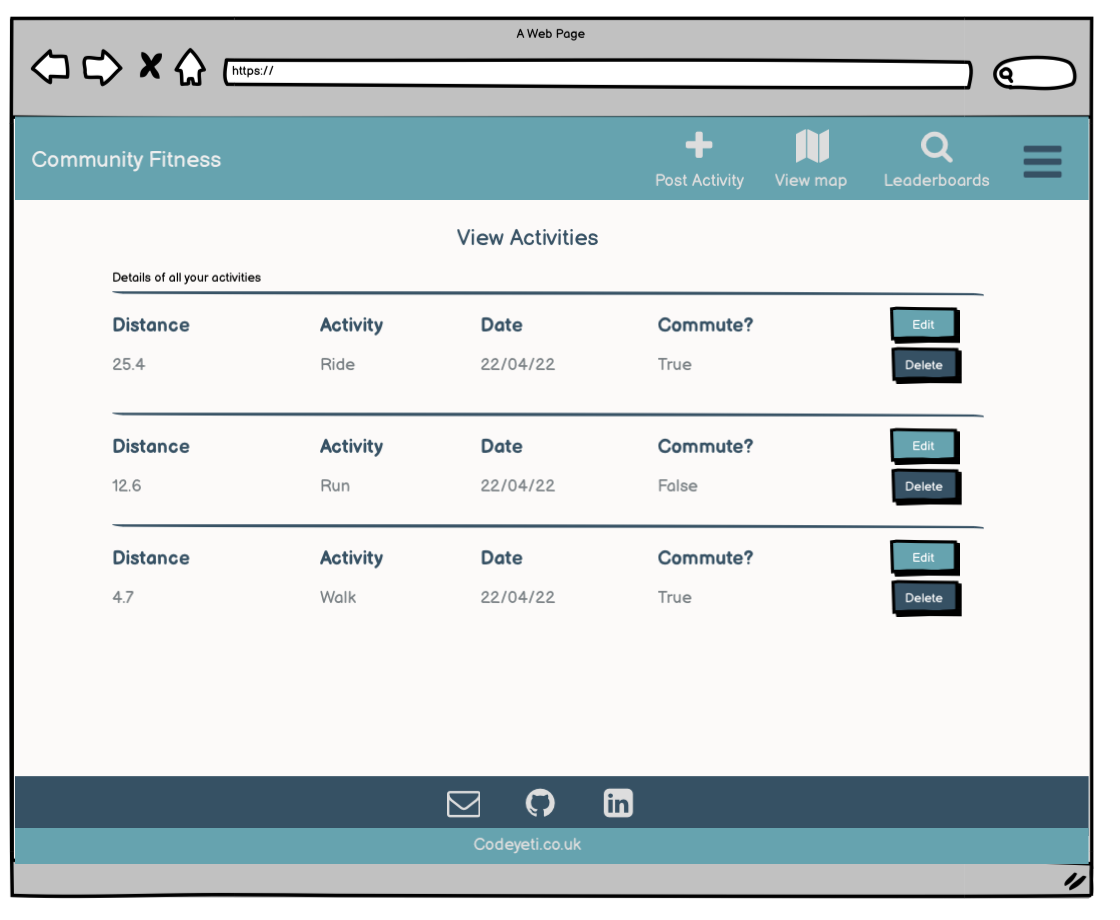 A Web Page
https://
Community Fitness
Post Activity View map Leaderboards
View Activities
Details of all your activities
Distance Activity Date Commute? Edit
25.4 Ride 22/04/22 True Delete
Distance Activity Date Commute? Edit
12.6 Run 22/04/22 False Delete
Distance Activity Date Commute? Edit
4.7 Walk 22/04/22 True Delete
in
Codeyeti.co.uk